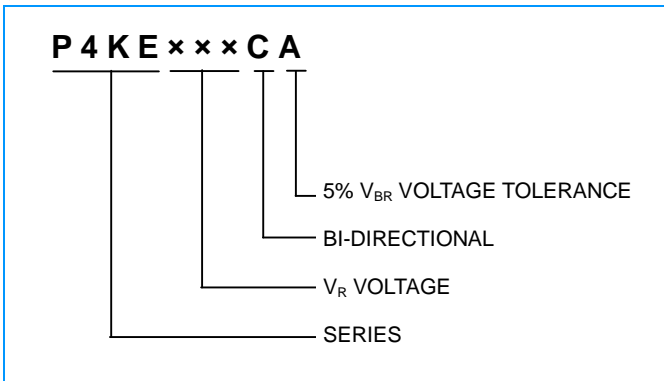 P4KE×××CA
5% VBR VOLTAGE TOLERANCE
BI-DIRECTIONAL
VR VOLTAGE
SERIES